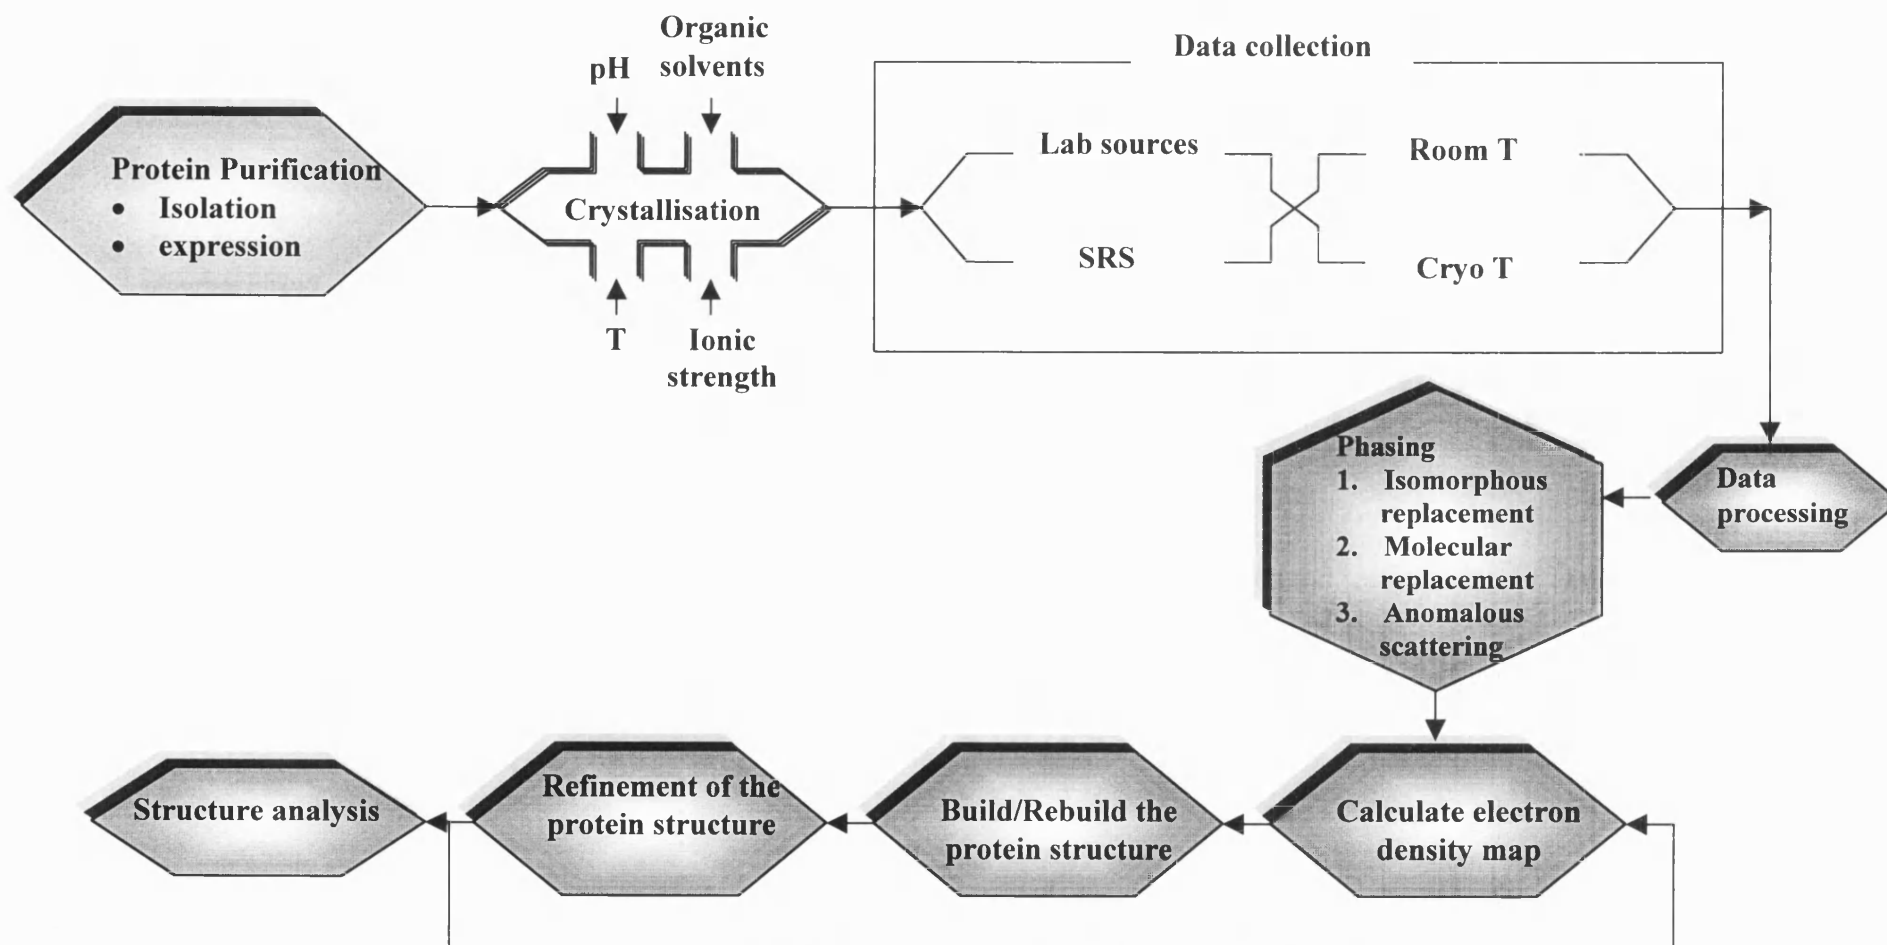 Protein Purification
• Isolation
• expression
pH
Organic
solvents
Crystallisation
T
Ionic
strength
Data collection
Lab sources
SRS
Room T
Cryo T
Data
processing
Phasing
1. Isomorphous
replacement
2. Molecular
replacement
3. Anomalous
scattering
Calculate electron
density map
Build/Rebuild the
protein structure
Refinement of the
protein structure
Structure analysis